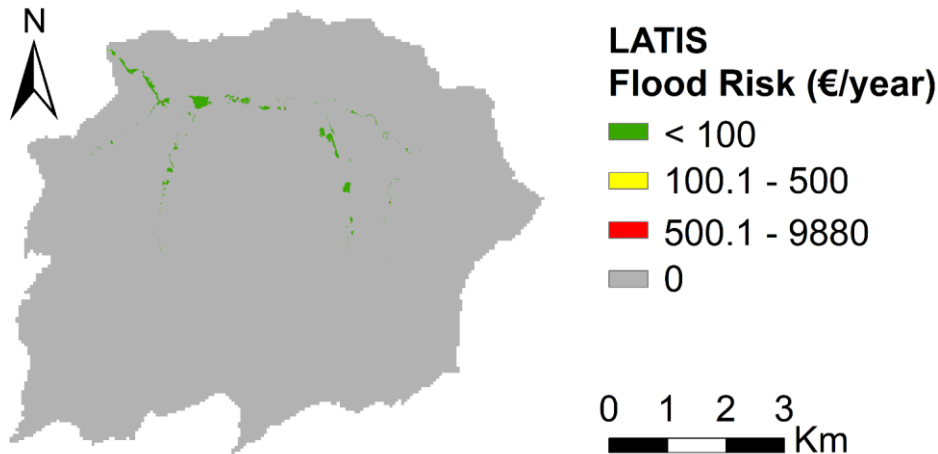 N
LATIS
Flood Risk (€/year)
< 100
100.1 - 500
500.1 - 9880
0
0 1 2 3
Km